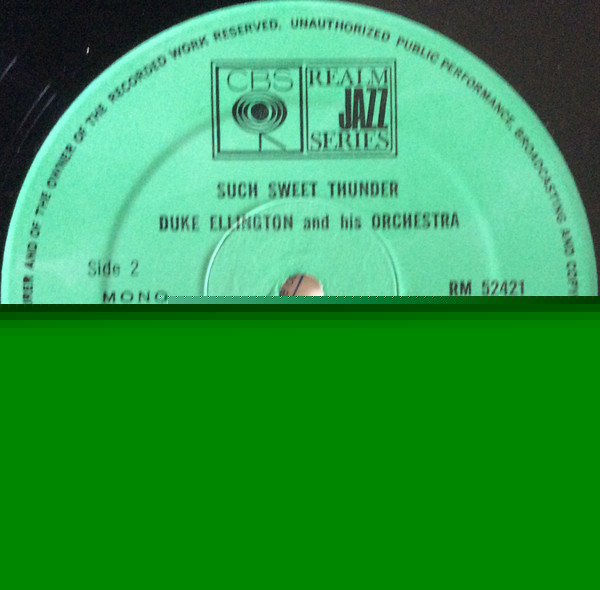 RER AND OF THE OWNER OF THE RECORDED WORK RESERVED. UNAUTHORIZED PUBLIC PERFORMANCE, BROADCASTING AND COPY
CBS
REALM
JAZZ
SERIES
SUCH SWEET THUNDER
DUKE ELLINGTON and his ORCHESTRA
Side 2
RM 52421
MONO